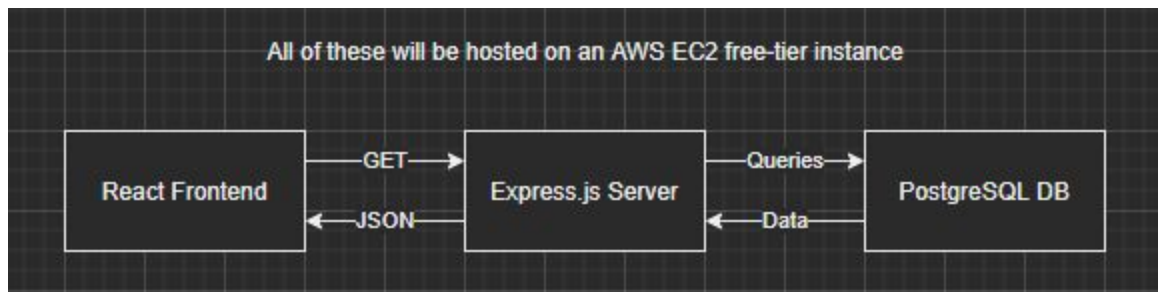 All of these will be hosted on an AWS EC2 free-tier instance
React Frontend
GET
JSON
Express.js Server
Queries
Data
PostgreSQL DB